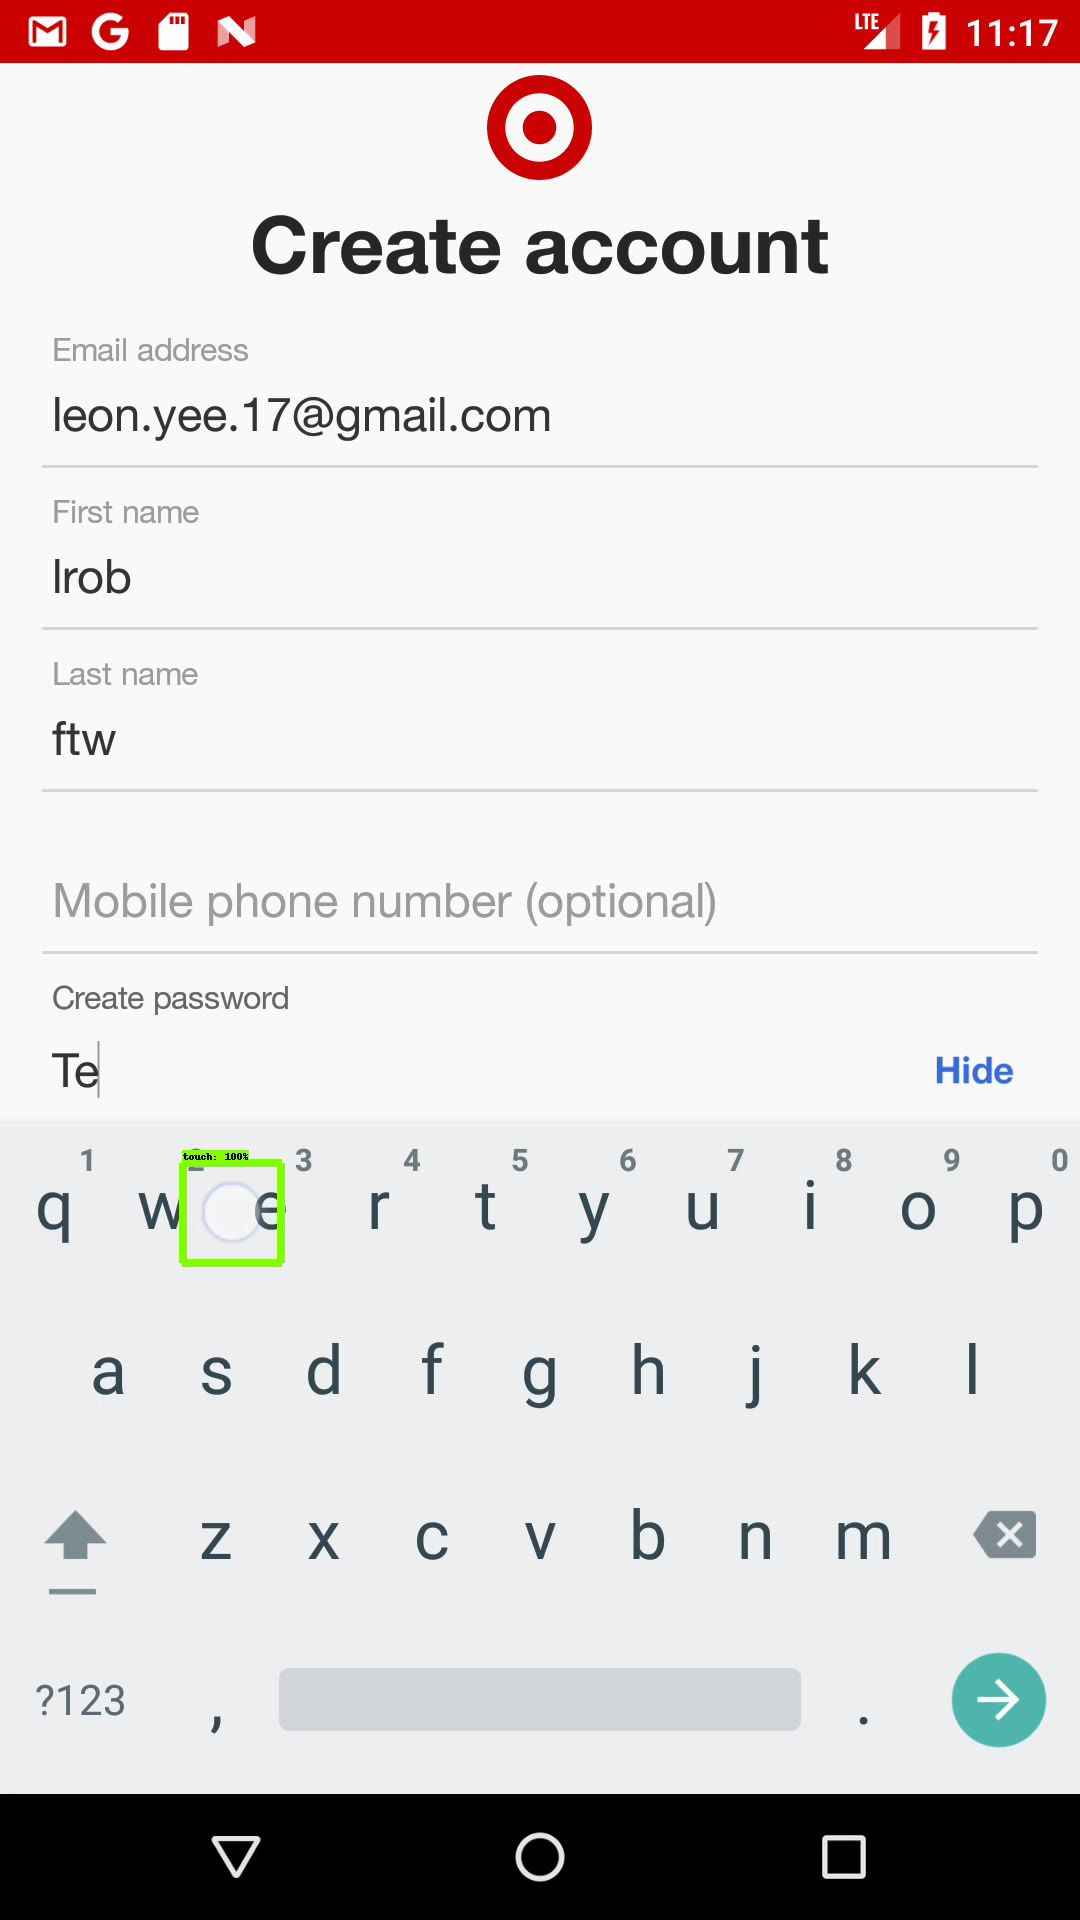 LTE 11:17
Create account
Email address
leon.yee.17@gmail.com
First name
Irob
Last name
ftw
Mobile phone number (optional)
Create password
Te Hide
touch: 100%
1 2 3 4 5 6 7 8 9 0
q w e r t y u i o p
a s d f g h j k l
z x c v b n m
?123 , .